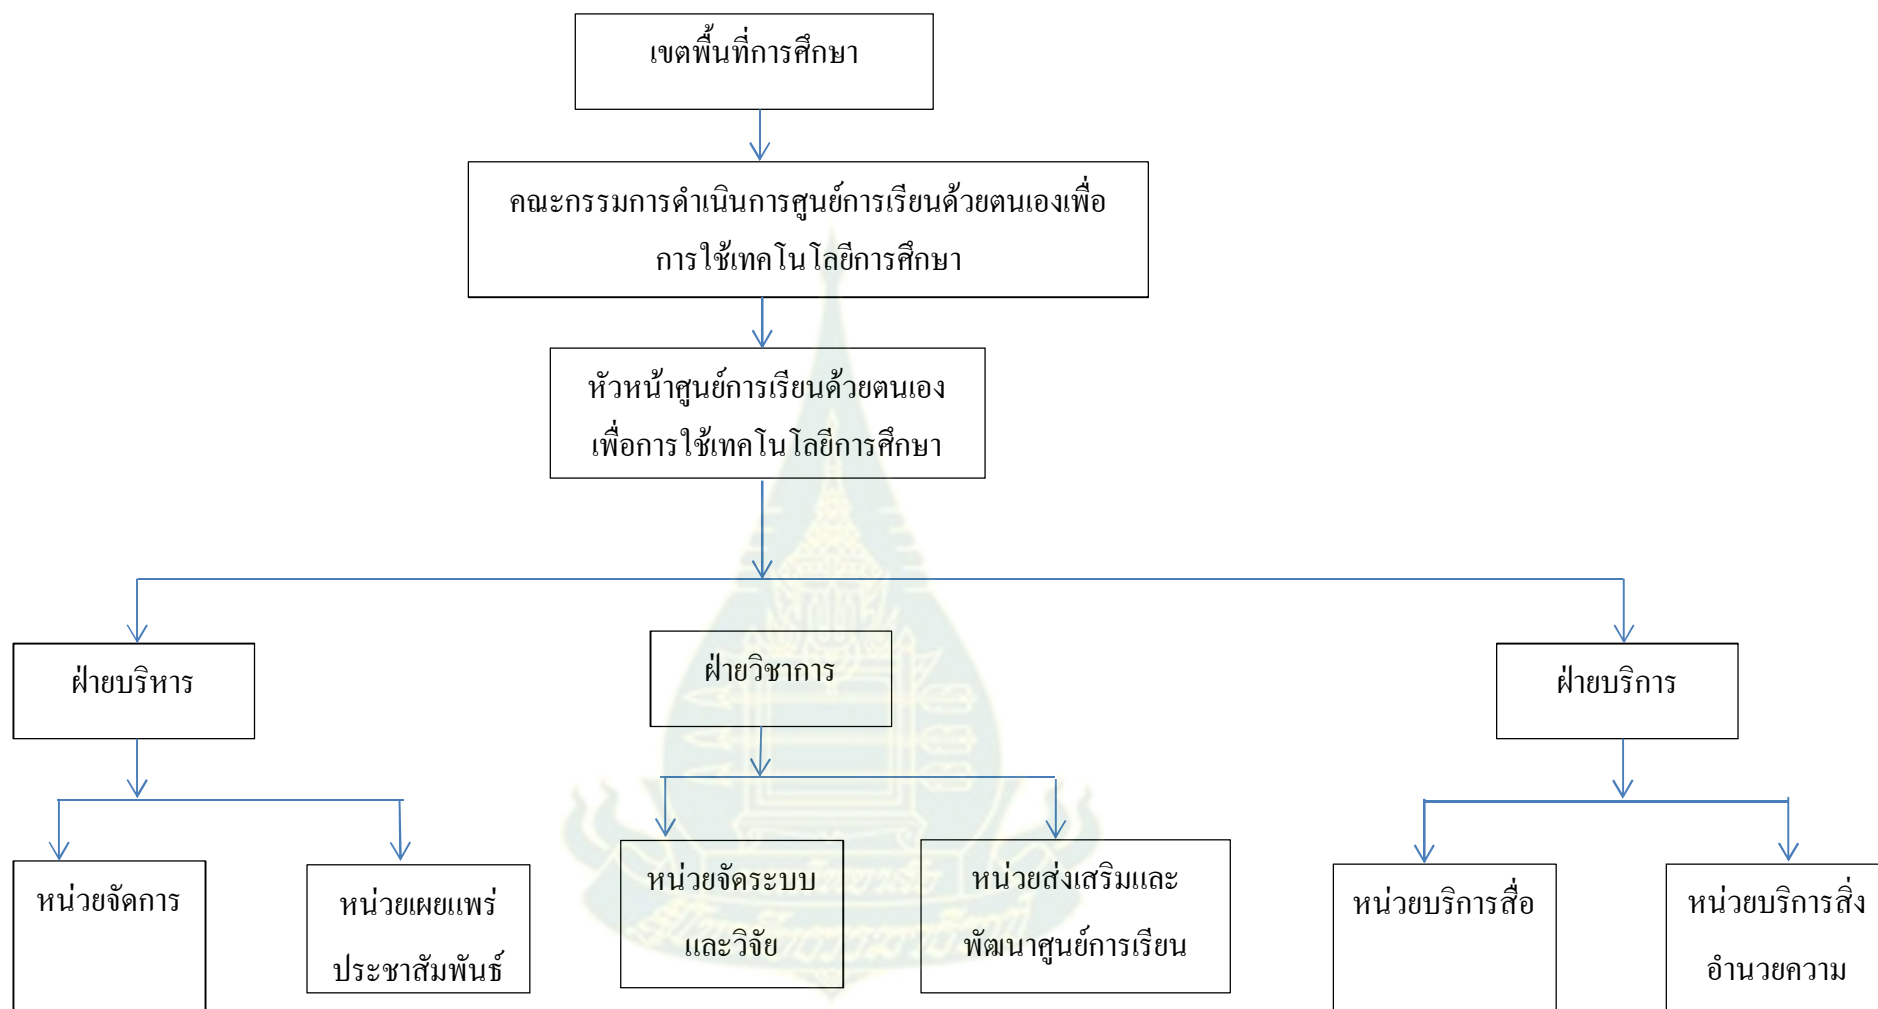 เขตพื้นที่การศึกษา
คณะกรรมการดำเนินการศูนย์การเรียนด้วยตนเองเพื่อ
การใช้เทคโนโลยีการศึกษา
หัวหน้าศูนย์การเรียนด้วยตนเอง
เพื่อการใช้เทคโนโลยีการศึกษา
ฝ่ายบริหาร
ฝ่ายวิชาการ
ฝ่ายบริการ
หน่วยจัดการ
หน่วยเผยแพร่
ประชาสัมพันธ์
หน่วยจัดระบบ
และวิจัย
หน่วยส่งเสริมและ
พัฒนาศูนย์การเรียน
หน่วยบริการสื่อ
หน่วยบริการสิ่ง
อำนวยความ